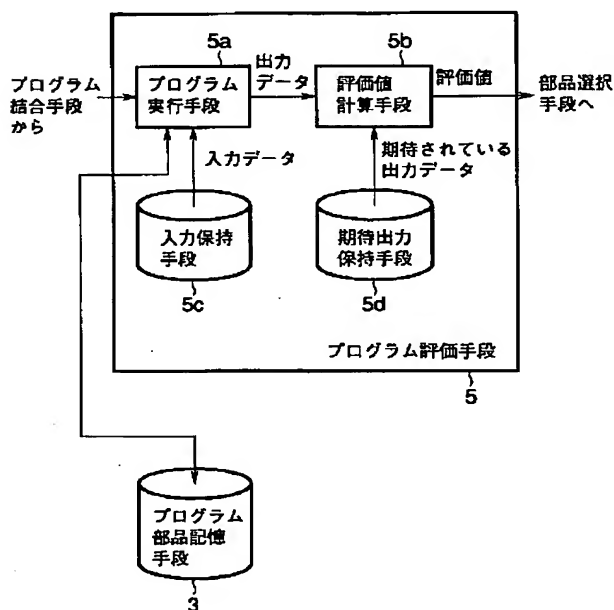 5a
出力
データ
5b
評価値
プログラム
結合手段
から
プログラム
実行手段
評価値
計算手段
部品選択
手段へ
入力データ
期待されている
出力データ
入力保持
手段
期待出力
保持手段
5c
5d
プログラム評価手段
5
プログラム
部品記憶
手段
3